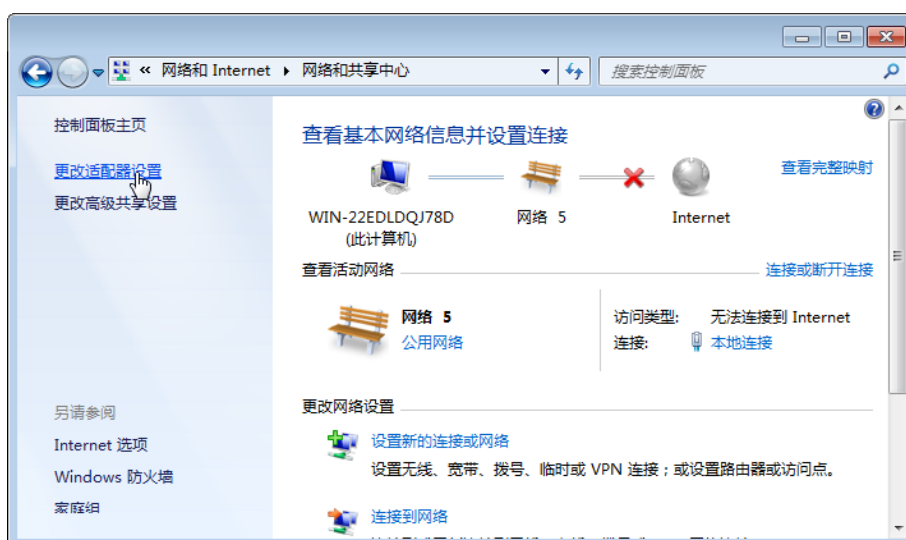 « 网络和 Internet ▸ 网络和共享中心
搜索控制面板
控制面板主页
更改适配器设置
更改高级共享设置
另请参阅
Internet 选项
Windows 防火墙
家庭组
查看基本网络信息并设置连接
查看完整映射
WIN-22EDLDQJ78D
(此计算机)
网络 5
Internet
查看活动网络
连接或断开连接
网络 5
公用网络
访问类型: 无法连接到 Internet
连接: 本地连接
更改网络设置
设置新的连接或网络
设置无线、宽带、拨号、临时或 VPN 连接；或设置路由器或访问点。
连接到网络